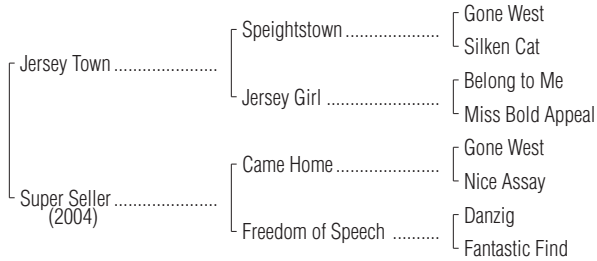 Gone West
Speightstown
Silken Cat
Jersey Town
Belong to Me
Jersey Girl
Miss Bold Appeal
Gone West
Came Home
Nice Assay
Super Seller
(2004)
Danzig
Freedom of Speech
Fantastic Find